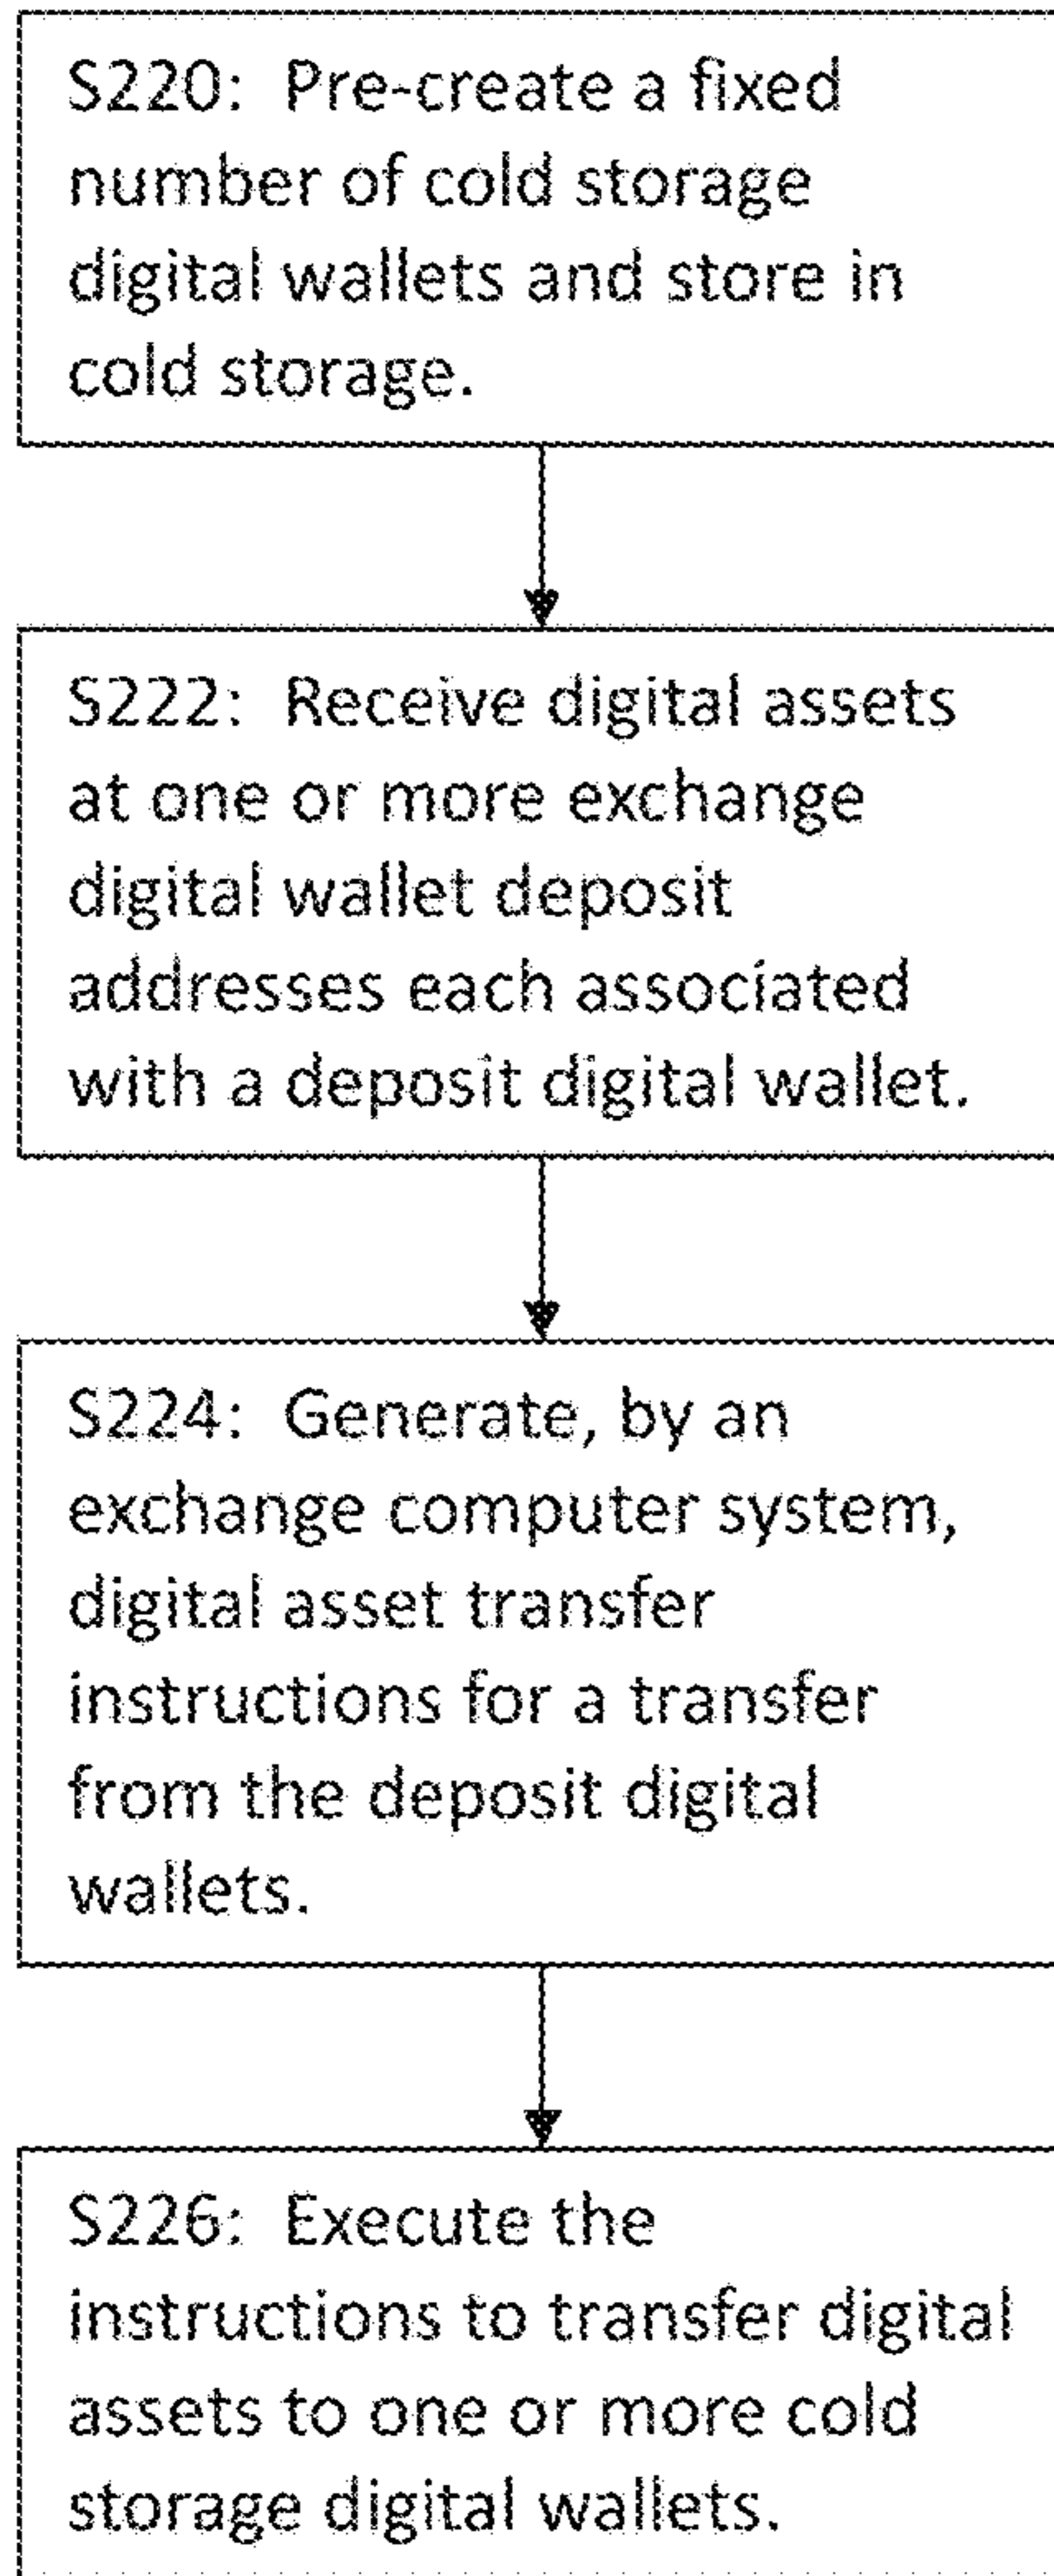 S220:  Pre-create a fixed
number of cold storage
digital wallets and store in
cold storage.
S222:  Receive digital assets
at one or more exchange
digital wallet deposit
addresses each associated
with a deposit digital wallet.
S224:  Generate, by an
exchange computer system,
digital asset transfer
instructions for a transfer
from the deposit digital
wallets.
S226:  Execute the
instructions to transfer digital
assets to one or more cold
storage digital wallets.